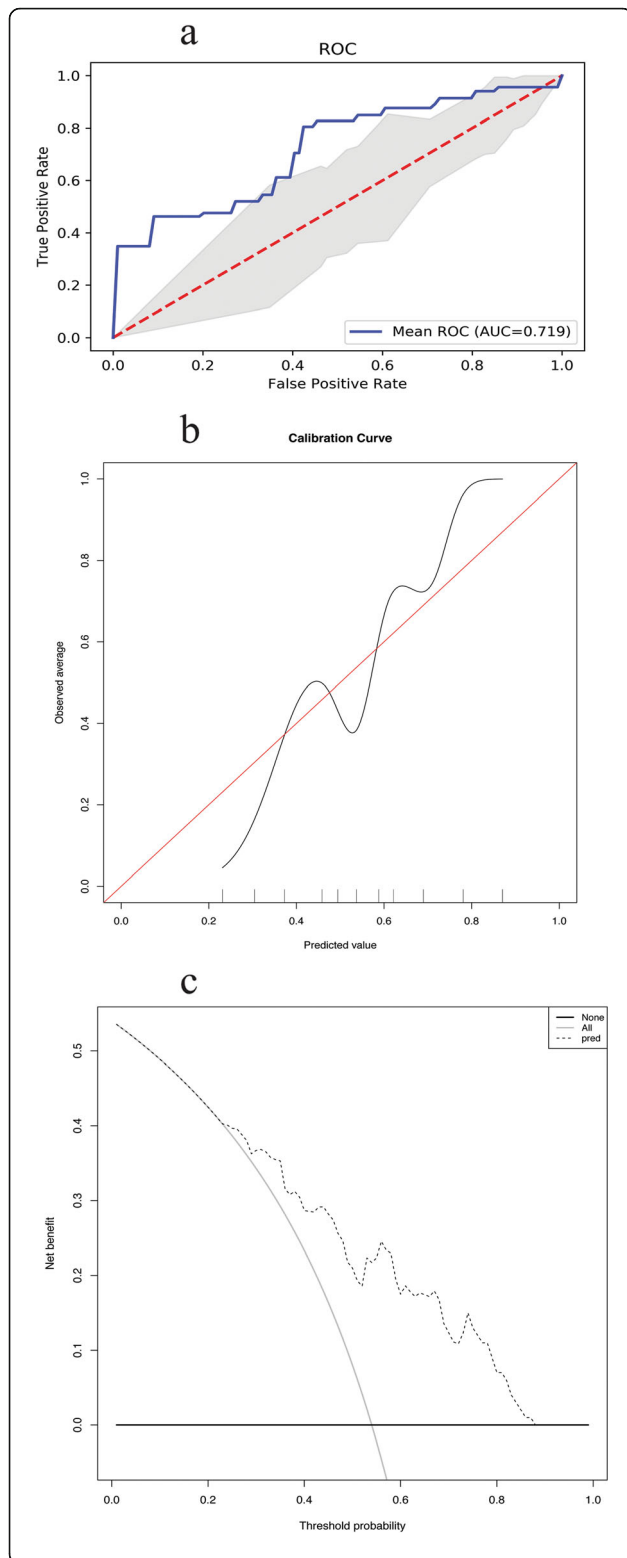 a
ROC
1.0
0.8
0.6
0.4
0.2
0.0
True Positive Rate
Mean ROC (AUC=0.719)
0.0 0.2 0.4 0.6 0.8 1.0
False Positive Rate
b
Calibration Curve
1.0
0.8
0.6
0.4
0.2
0.0
Observed average
0.0 0.2 0.4 0.6 0.8 1.0
Predicted value
c
None
All
pred
0.5
0.4
0.3
0.2
0.1
0.0
Net benefit
0.0 0.2 0.4 0.6 0.8 1.0
Threshold probability